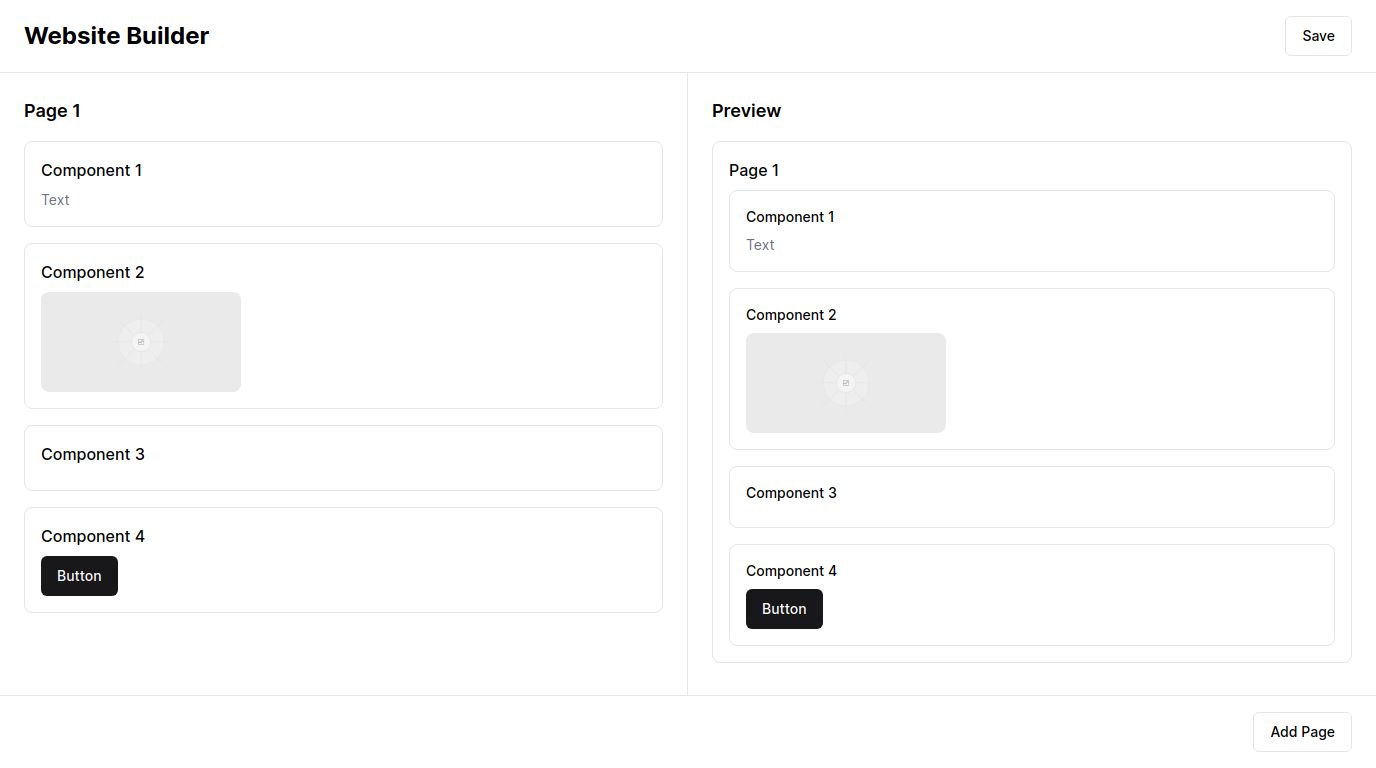 Website Builder
Save
Page 1
Component 1
Text
Component 2
Component 3
Component 4
Button
Preview
Page 1
Component 1
Text
Component 2
Component 3
Component 4
Button
Add Page